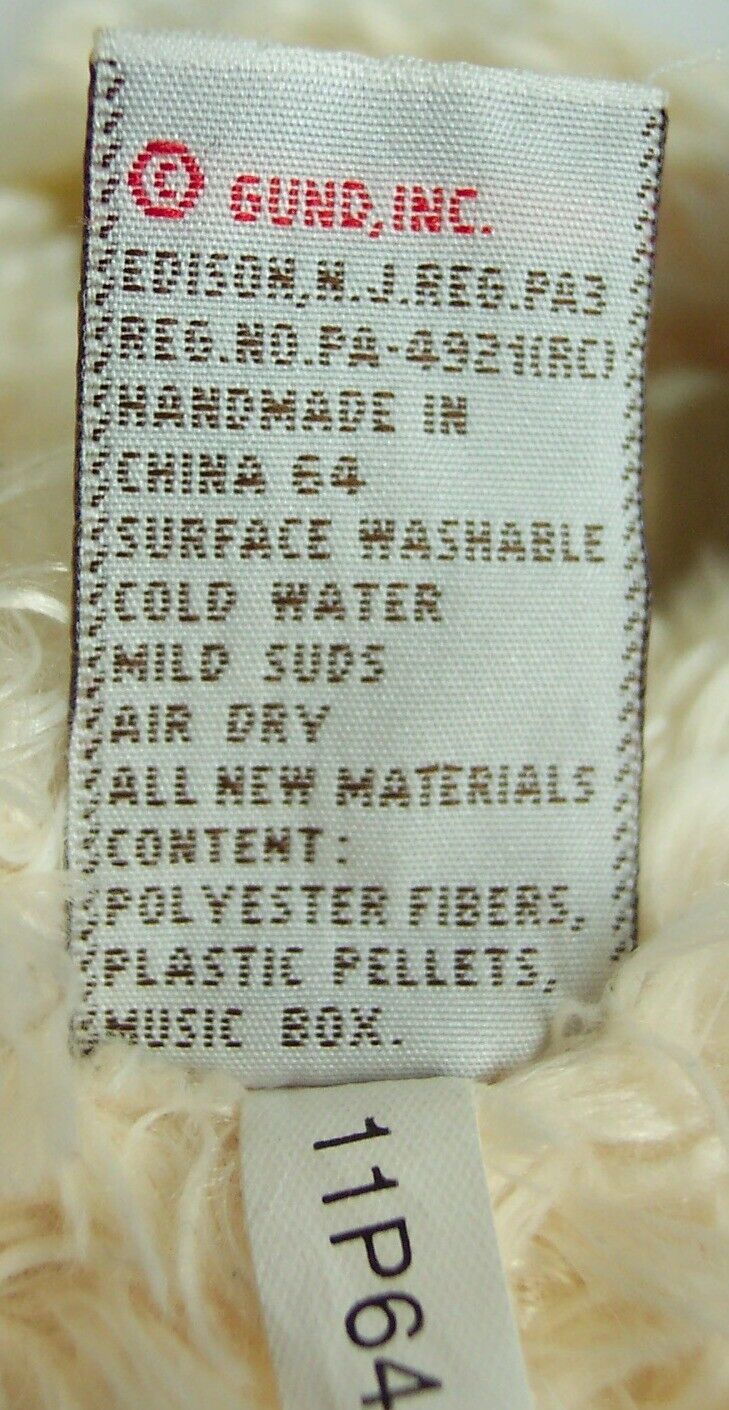 © GUND, INC.
EDISON, N.J. REG. PA3
REG. NO. PA-4921(RC)
HANDMADE IN
CHINA 64
SURFACE WASHABLE
COLD WATER
MILD SUDS
AIR DRY
ALL NEW MATERIALS
CONTENT:
POLYESTER FIBERS,
PLASTIC PELLETS,
MUSIC BOX.
11P64